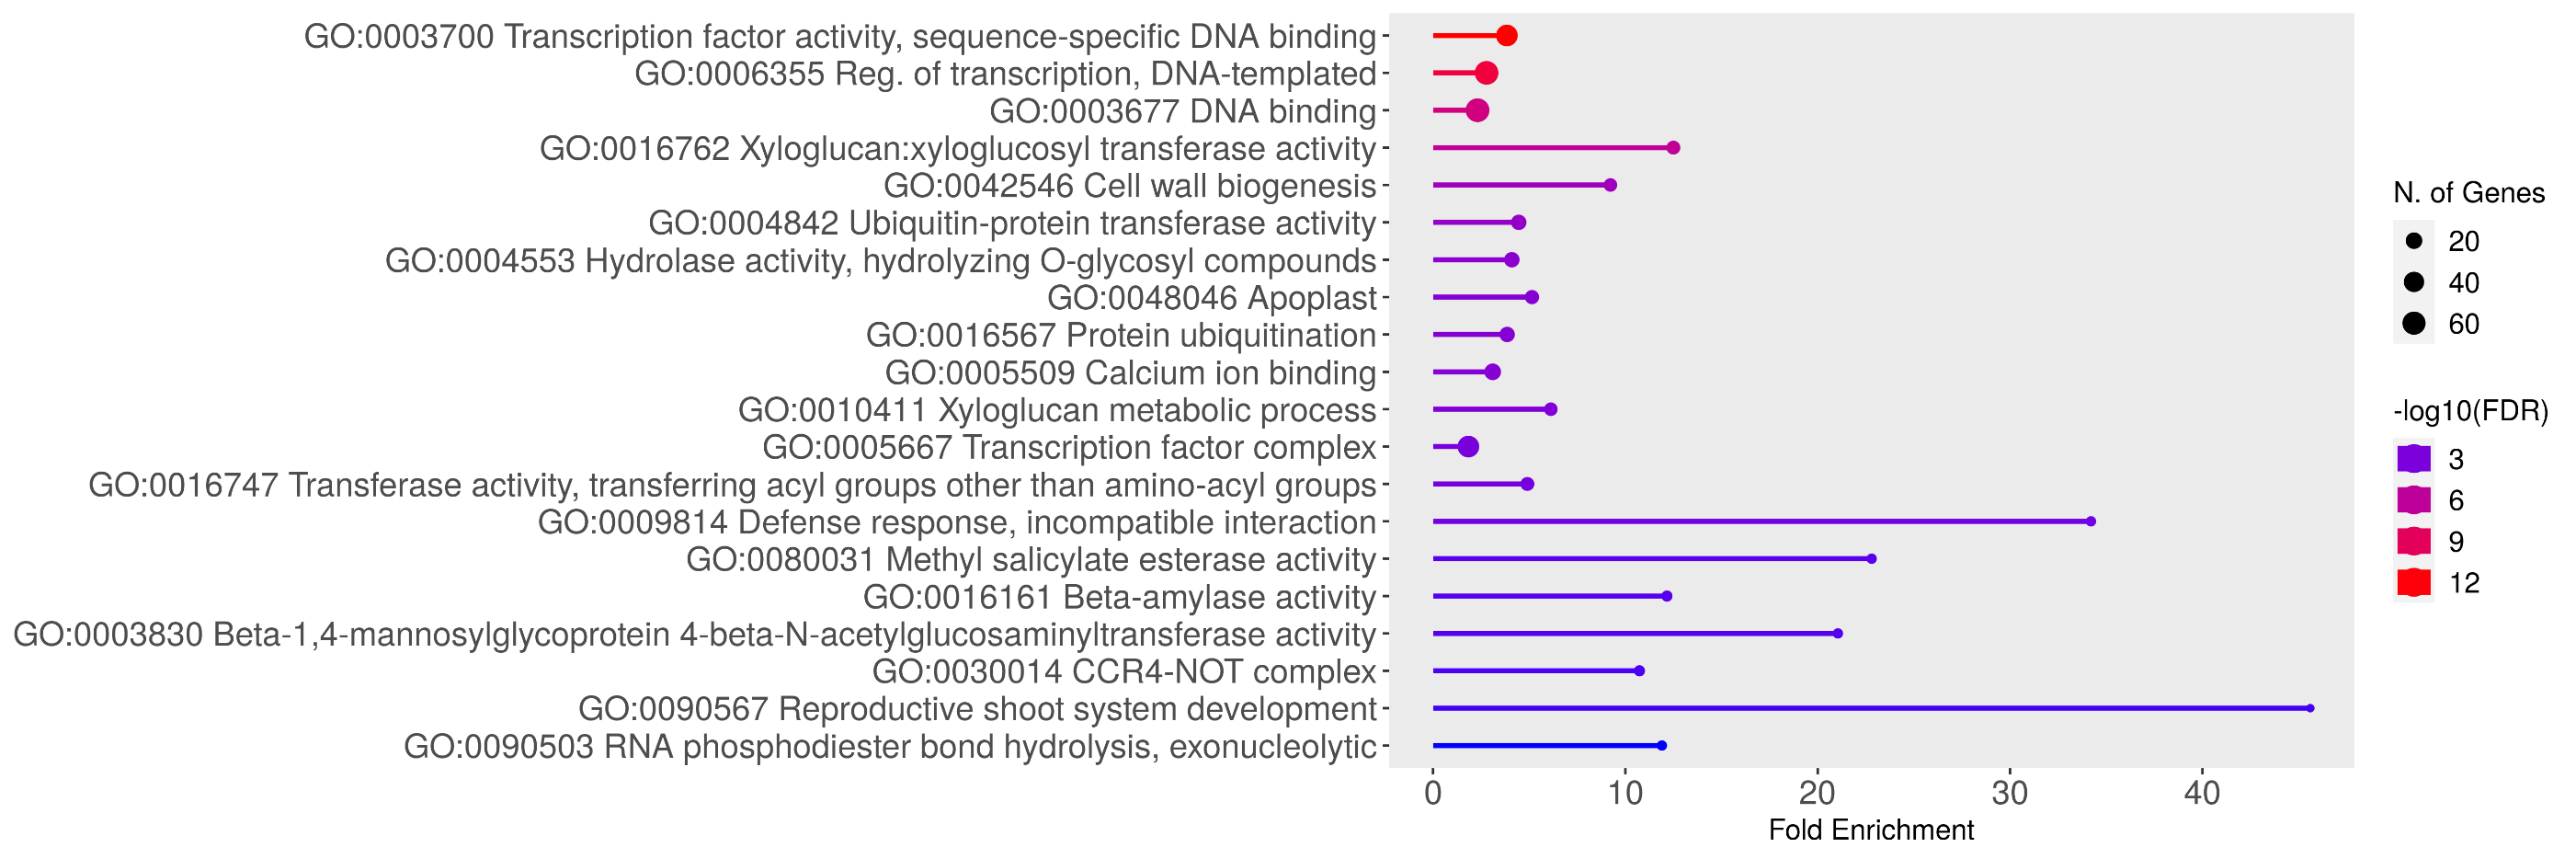 GO:0003700 Transcription factor activity, sequence-specific DNA binding
GO:0006355 Reg. of transcription, DNA-templated
GO:0003677 DNA binding
GO:0016762 Xyloglucan:xyloglucosyl transferase activity
GO:0042546 Cell wall biogenesis
GO:0004842 Ubiquitin-protein transferase activity
GO:0004553 Hydrolase activity, hydrolyzing O-glycosyl compounds
GO:0048046 Apoplast
GO:0016567 Protein ubiquitination
GO:0005509 Calcium ion binding
GO:0010411 Xyloglucan metabolic process
GO:0005667 Transcription factor complex
GO:0016747 Transferase activity, transferring acyl groups other than amino-acyl groups
GO:0009814 Defense response, incompatible interaction
GO:0080031 Methyl salicylate esterase activity
GO:0016161 Beta-amylase activity
GO:0003830 Beta-1,4-mannosylglycoprotein 4-beta-N-acetylglucosaminyltransferase activity
GO:0030014 CCR4-NOT complex
GO:0090567 Reproductive shoot system development
GO:0090503 RNA phosphodiester bond hydrolysis, exonucleolytic
0 10 20 30 40
Fold Enrichment
N. of Genes
20
40
60
-log10(FDR)
3
6
9
12